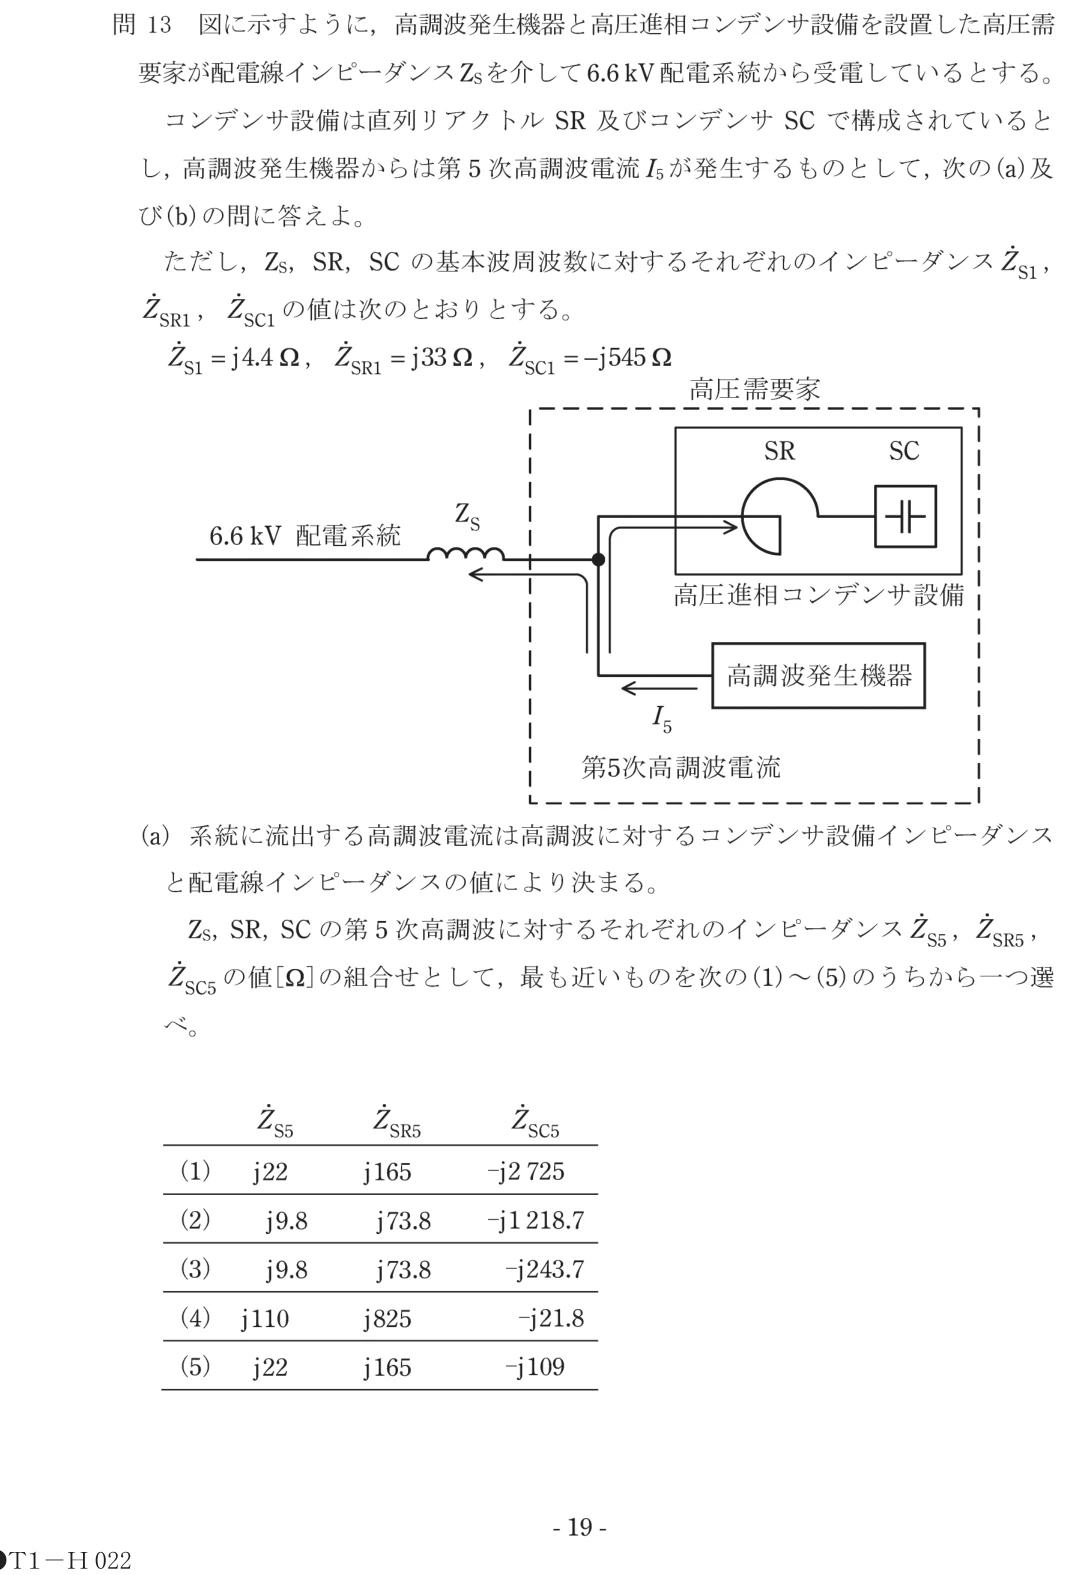 問 13　図に示すように，高調波発生機器と高圧進相コンデンサ設備を設置した高圧需
要家が配電線インピーダンスZSを介して6.6 kV配電系統から受電しているとする。
コンデンサ設備は直列リアクトル SR 及びコンデンサ SC で構成されていると
し，高調波発生機器からは第 5 次高調波電流I5が発生するものとして，次の(a)及
び(b)の問に答えよ。
ただし，ZS，SR，SC の基本波周波数に対するそれぞれのインピーダンスŻS1，
ŻSR1，ŻSC1の値は次のとおりとする。
ŻS1 = j4.4 Ω，ŻSR1 = j33 Ω，ŻSC1 = −j545 Ω
高圧需要家
SR SC
ZS
6.6 kV 配電系統
高圧進相コンデンサ設備
高調波発生機器
I5
第5次高調波電流
(a) 系統に流出する高調波電流は高調波に対するコンデンサ設備インピーダンス
と配電線インピーダンスの値により決まる。
ZS，SR，SC の第 5 次高調波に対するそれぞれのインピーダンスŻS5，ŻSR5，
ŻSC5の値[Ω]の組合せとして，最も近いものを次の(1)～(5)のうちから一つ選
べ。
ŻS5 ŻSR5 ŻSC5
(1) j22 j165 −j2 725
(2) j9.8 j73.8 −j1 218.7
(3) j9.8 j73.8 −j243.7
(4) j110 j825 −j21.8
(5) j22 j165 −j109
- 19 -
●T1－H 022